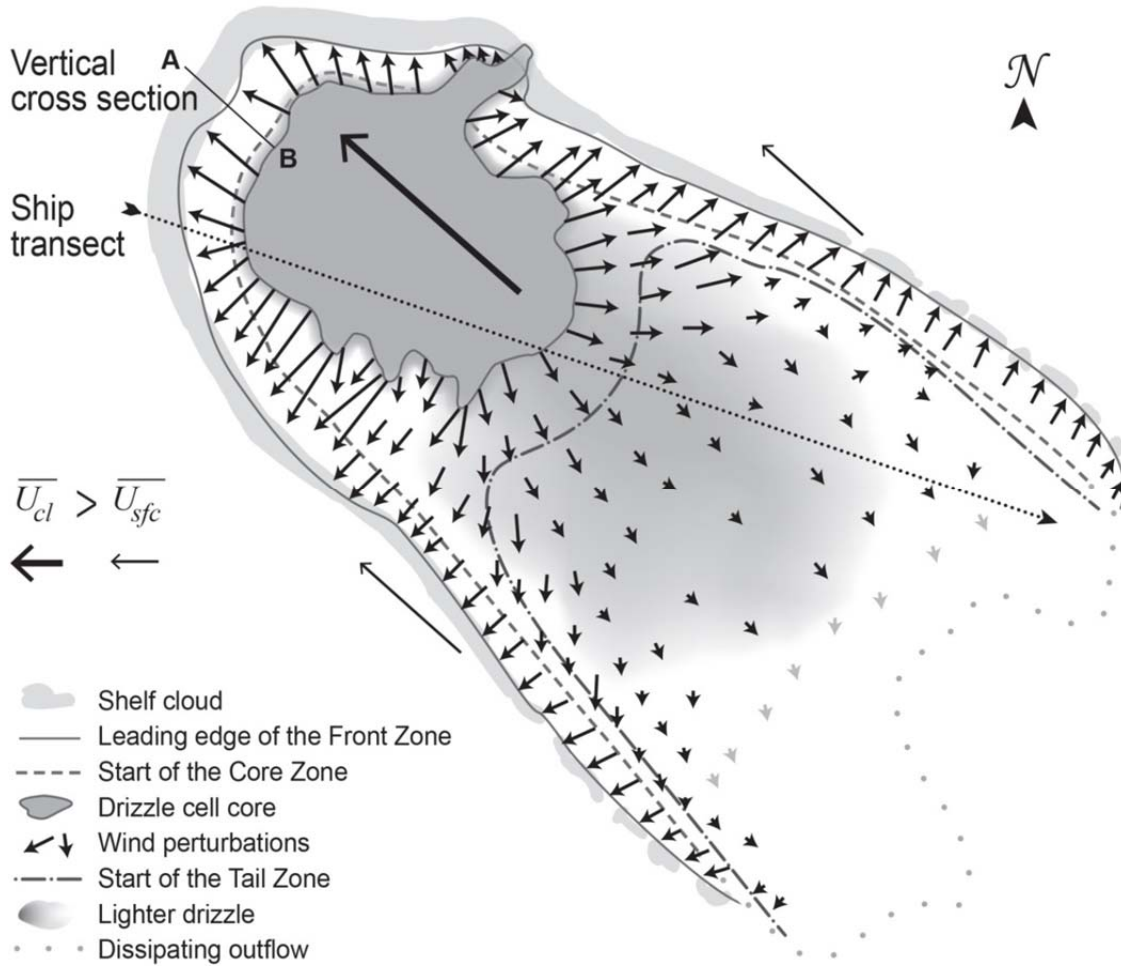 Vertical
cross section
A
B
N
Ship
transect
U_cl > U_sfc
Shelf cloud
Leading edge of the Front Zone
Start of the Core Zone
Drizzle cell core
Wind perturbations
Start of the Tail Zone
Lighter drizzle
Dissipating outflow